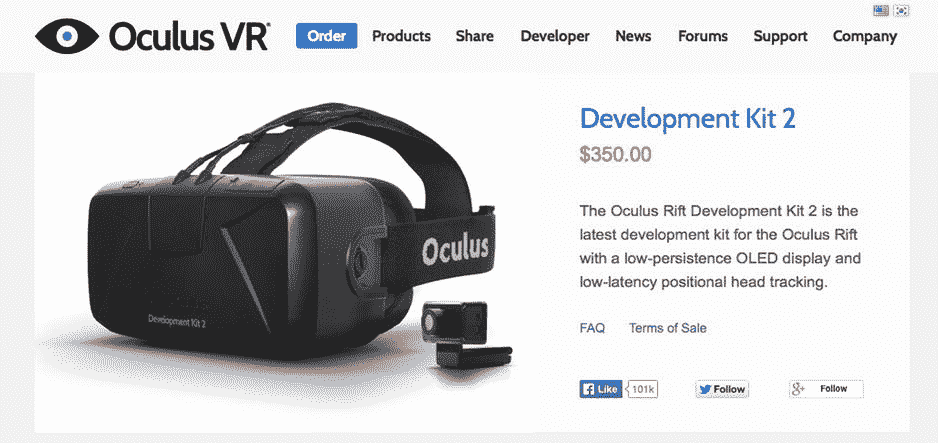 Oculus VR®
Order
Products
Share
Developer
News
Forums
Support
Company
Development Kit 2
$350.00
The Oculus Rift Development Kit 2 is the
latest development kit for the Oculus Rift
with a low-persistence OLED display and
low-latency positional head tracking.
FAQ
Terms of Sale
Like
101k
Follow
g+ Follow
Oculus
Development Kit 2